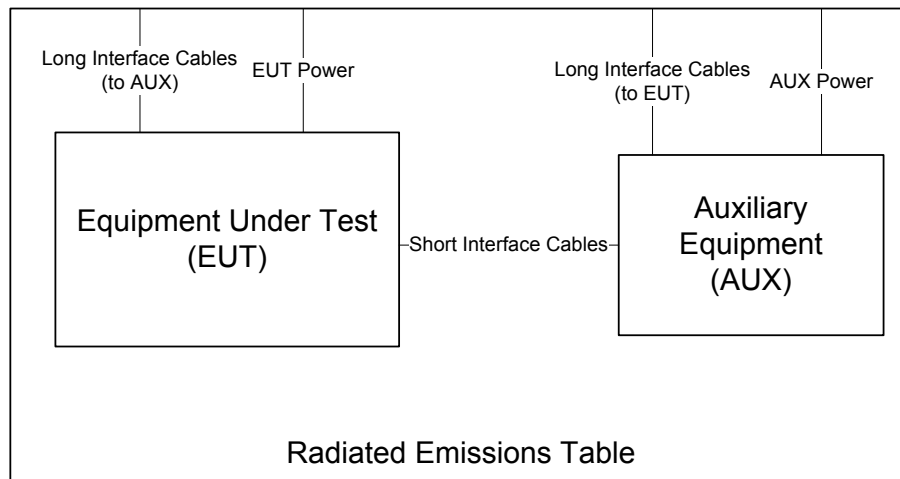 Long Interface Cables
(to AUX)
EUT Power
Long Interface Cables
(to EUT)
AUX Power
Equipment Under Test
(EUT)
Short Interface Cables
Auxiliary
Equipment
(AUX)
Radiated Emissions Table